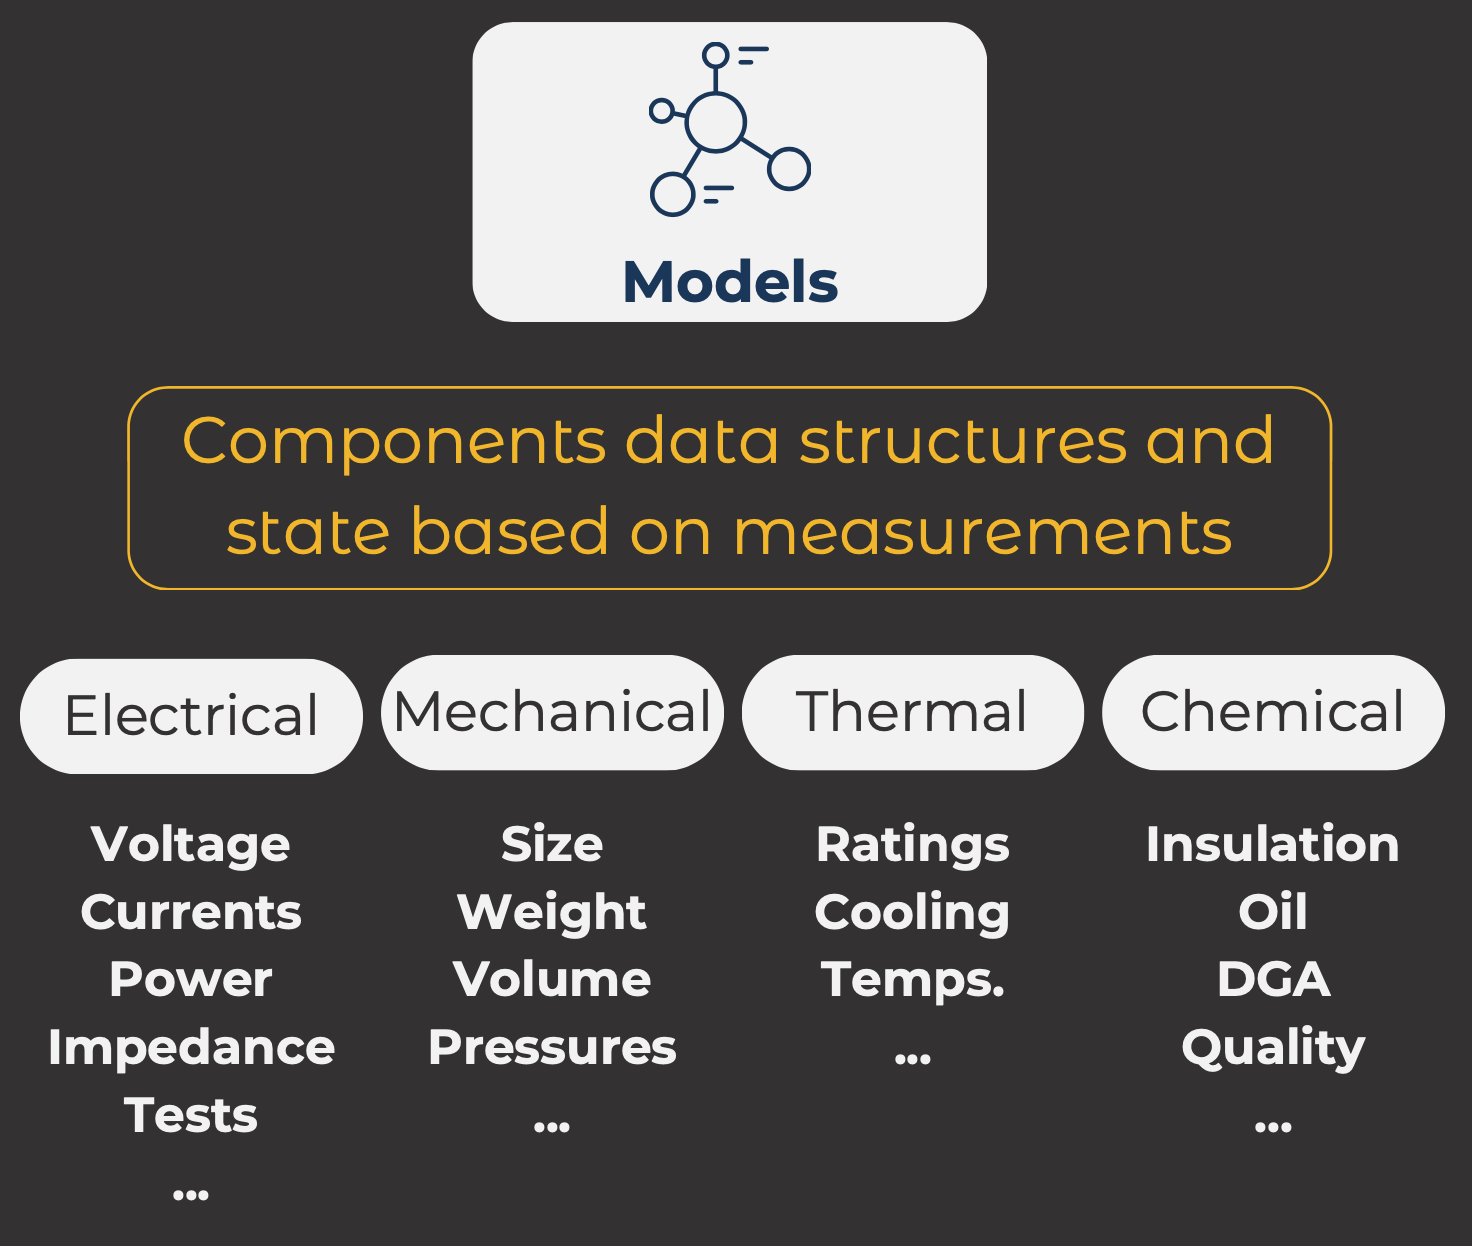 Models
Components data structures and
state based on measurements
Electrical
Voltage
Currents
Power
Impedance
Tests
...
Mechanical
Size
Weight
Volume
Pressures
...
Thermal
Ratings
Cooling
Temps.
...
Chemical
Insulation
Oil
DGA
Quality
...